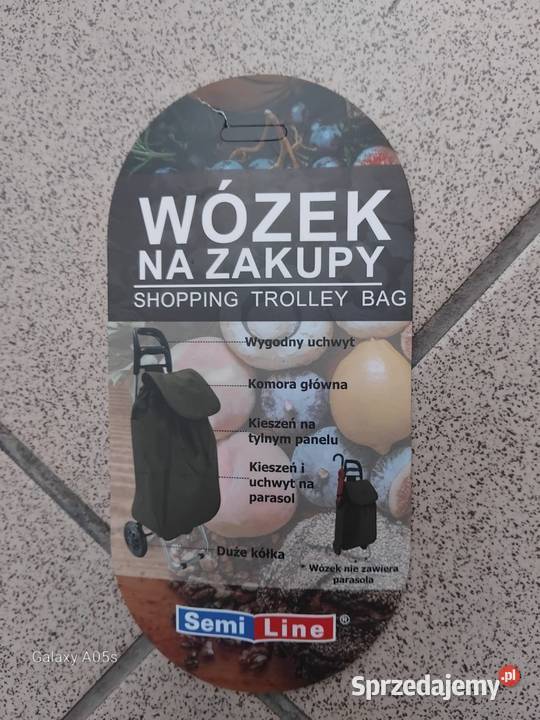 WÓZEK
NA ZAKUPY
SHOPPING TROLLEY BAG
Wygodny uchwyt
Komora główna
Kieszeń na
tylnym panelu
Kieszeń i
uchwyt na
parasol
Duże kółka
* Wózek nie zawiera
parasola
Semi Line ®
Galaxy A05s
Sprzedajemy.pl